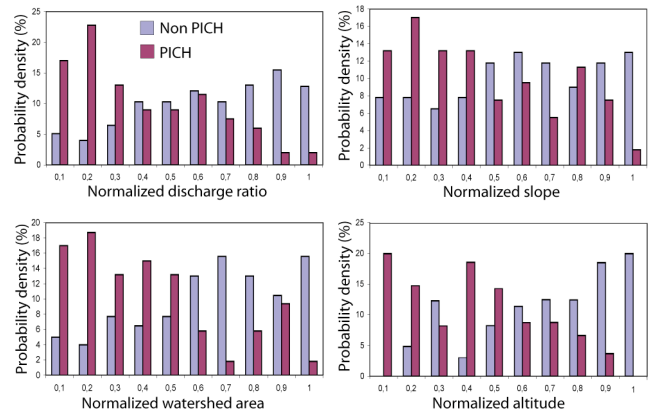 Probability density (%)
25
20
15
10
5
0
Non PICH
PICH
0,1 0,2 0,3 0,4 0,5 0,6 0,7 0,8 0,9 1
Normalized discharge ratio
Probability density (%)
18
16
14
12
10
8
6
4
2
0
0,1 0,2 0,3 0,4 0,5 0,6 0,7 0,8 0,9 1
Normalized slope
Probability density (%)
20
18
16
14
12
10
8
6
4
2
0
0,1 0,2 0,3 0,4 0,5 0,6 0,7 0,8 0,9 1
Normalized watershed area
Probability density (%)
25
20
15
10
5
0
0,1 0,2 0,3 0,4 0,5 0,6 0,7 0,8 0,9 1
Normalized altitude